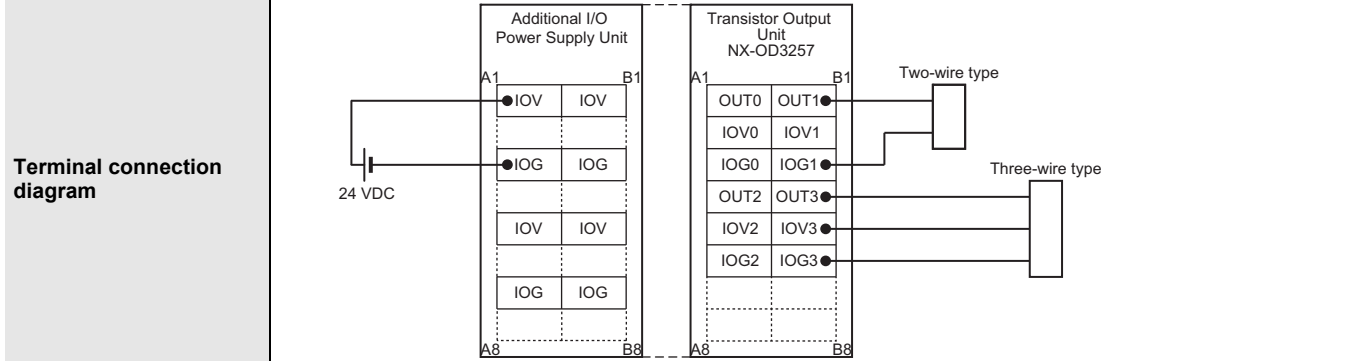 Terminal connection
diagram
24 VDC
Additional I/O
Power Supply Unit
A1 B1
IOV IOV
IOG IOG
IOV IOV
IOG IOG
A8 B8
Transistor Output
Unit
NX-OD3257
A1 B1
OUT0 OUT1
IOV0 IOV1
IOG0 IOG1
OUT2 OUT3
IOV2 IOV3
IOG2 IOG3
A8 B8
Two-wire type
Three-wire type